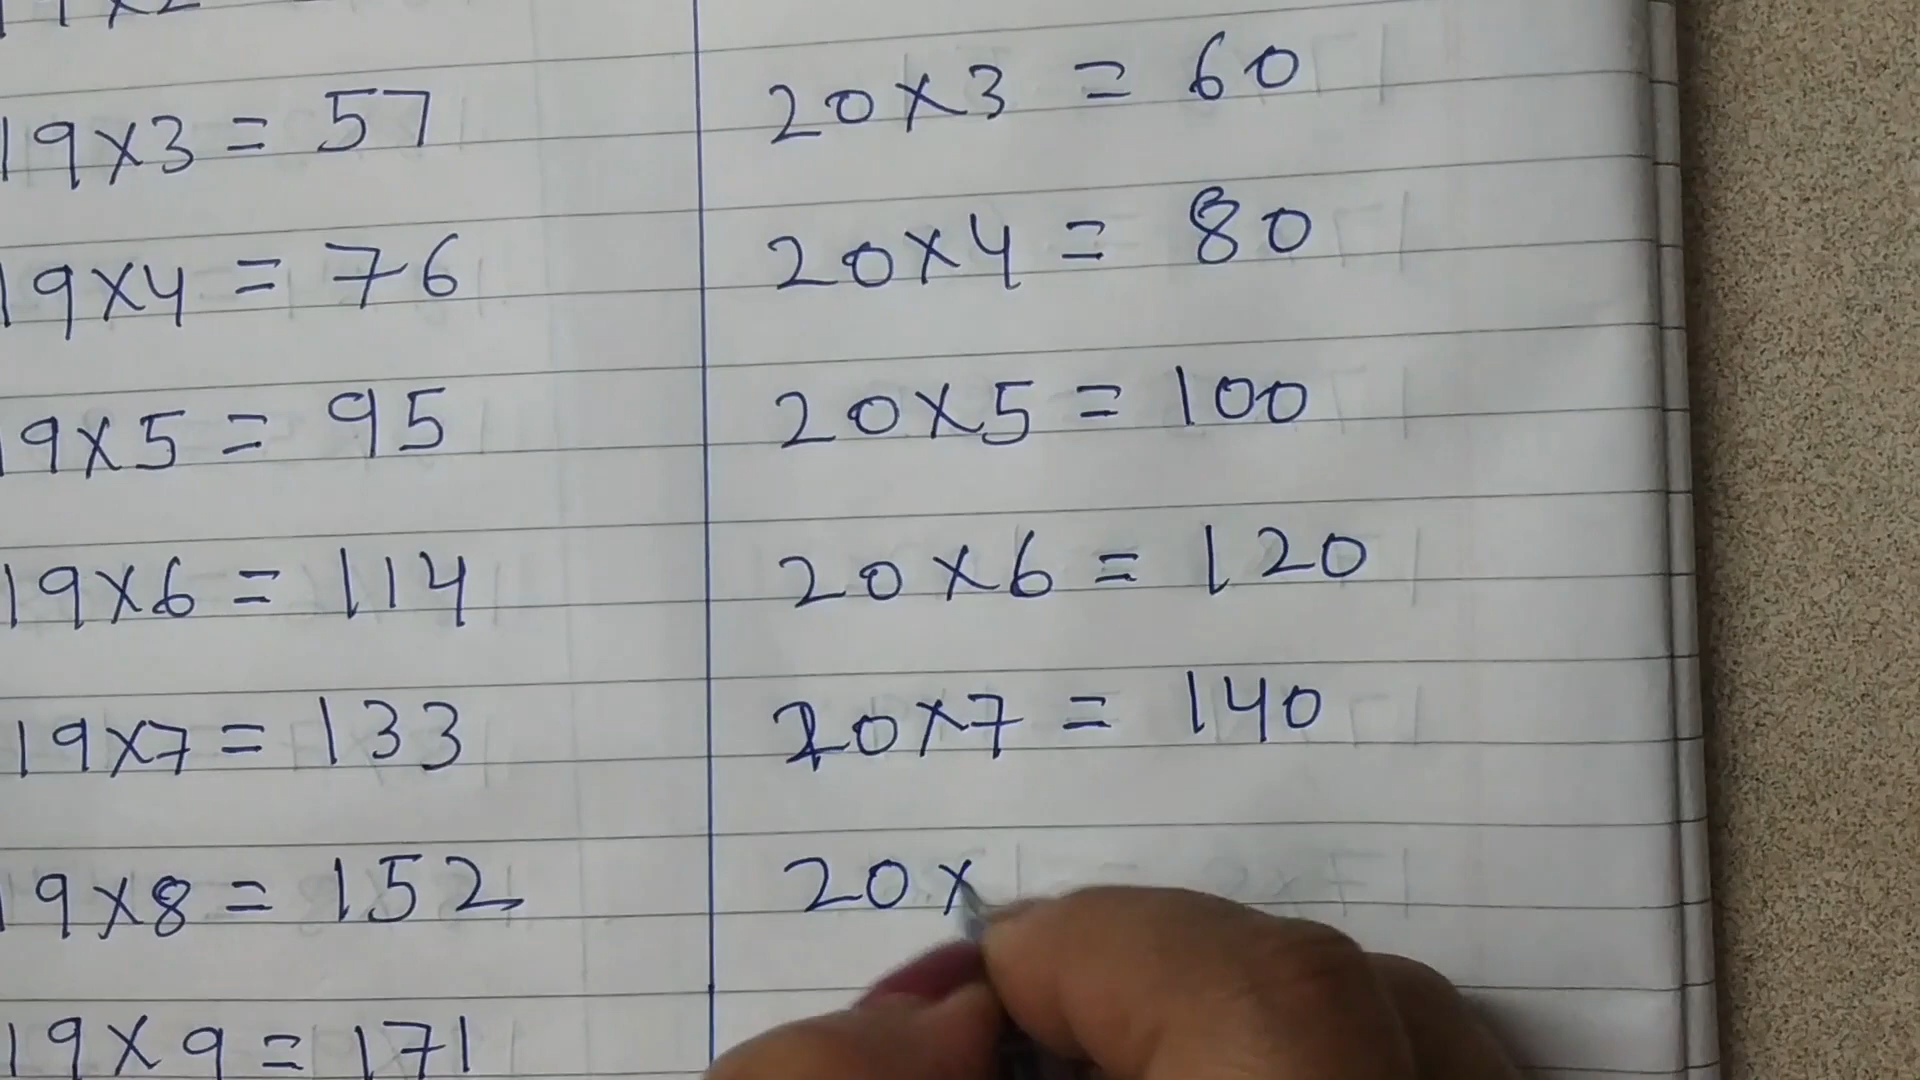 19x2
19x3 = 57
19x4 = 76
19x5 = 95
19x6 = 114
19x7 = 133
19x8 = 152
19x9 = 171
20x3 = 60
20x4 = 80
20x5 = 100
20x6 = 120
20x7 = 140
20x